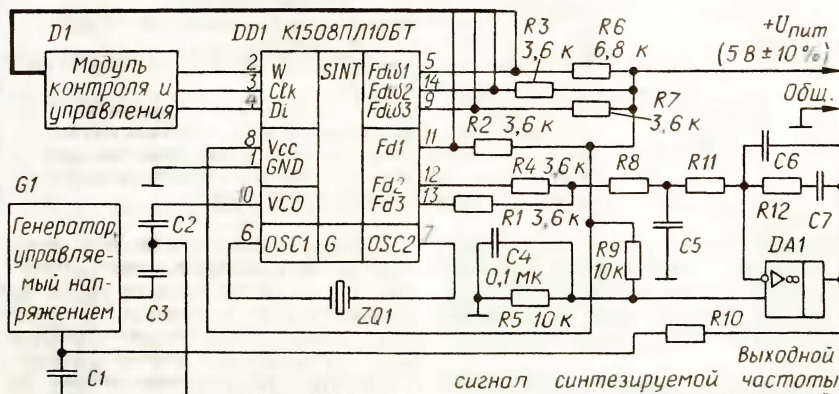 D1
Модуль
контроля и
управления
DD1 К1508ПЛ10БТ
2 W
3 Clk
4 Di
8 Vcc
1 GND
10 VCO
6 OSC1
SINT
G
Fdiv1 5
Fdiv2 14
Fdiv3 9
Fd1 11
Fd2 12
Fd3 13
OSC2 7
R3
3,6 к
R6
6,8 к
R7
3,6 к
R2 3,6 к
R4 3,6 к
R1 3,6 к
+Uпит
(5 В ± 10 %)
Общ.
G1
Генератор,
управляе-
мый нап-
ряжением
C2
C3
C1
ZQ1
C4
0,1 мк
R5 10 к
R9
10к
R8
R11
C5
C6
R12
C7
DA1
∞
R10
Выходной
сигнал синтезируемой частоты